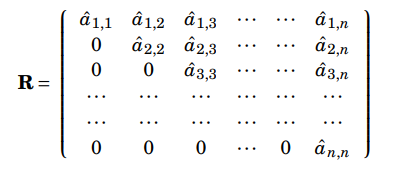 â1,1 â1,2 â1,3 ⋯ ⋯ â1,n
0 â2,2 â2,3 ⋯ ⋯ â2,n
0 0 â3,3 ⋯ ⋯ â3,n
R = ⋯ ⋯ ⋯ ⋯ ⋯ ⋯
⋯ ⋯ ⋯ ⋯ ⋯ ⋯
0 0 0 ⋯ 0 ân,n